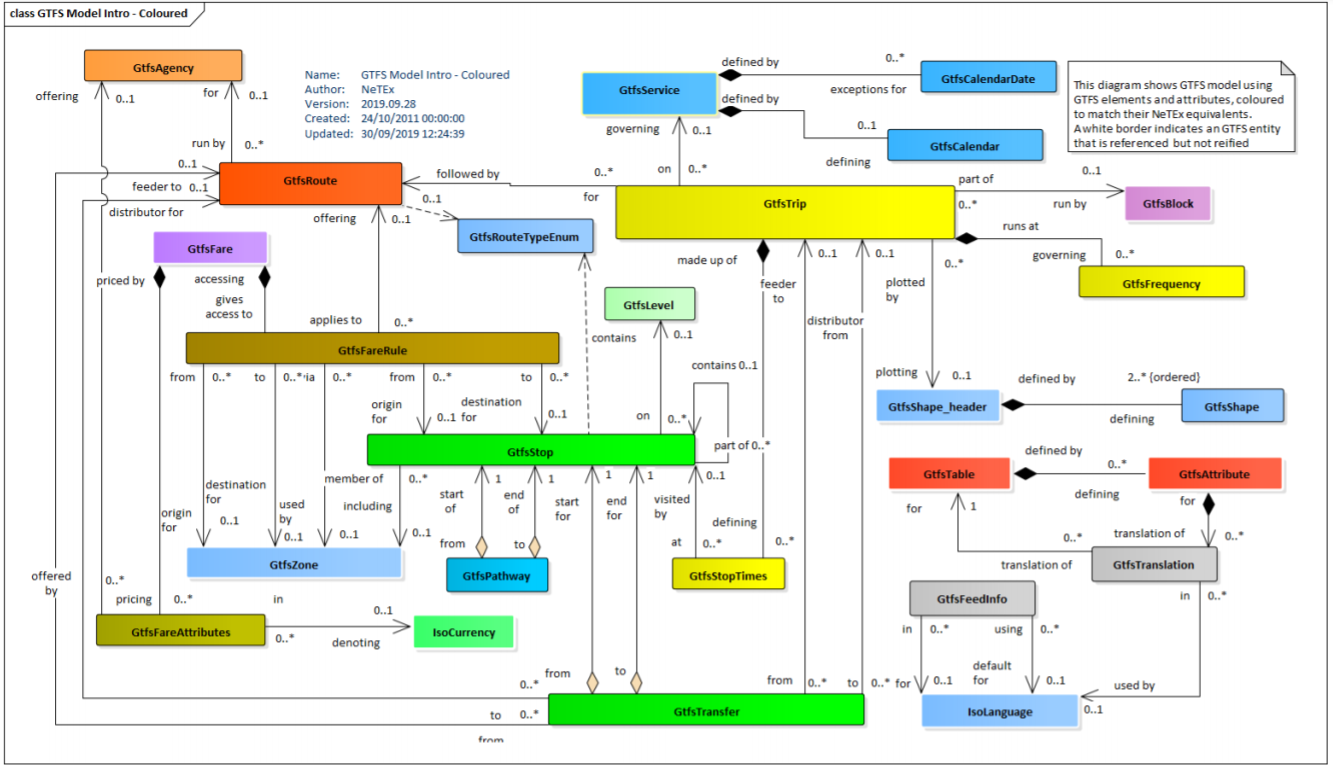 class GTFS Model Intro - Coloured
GtfsAgency
offering
0..1
for
0..1
Name: GTFS Model Intro - Coloured
Author: NeTEx
Version: 2019.09.28
Created: 24/10/2011 00:00:00
Updated: 30/09/2019 12:24:39
GtfsService
defined by
0..*
exceptions for
GtfsCalendarDate
defined by
0..1
defining
GtfsCalendar
This diagram shows GTFS model using
GTFS elements and attributes, coloured
to match their NeTEx equivalents.
A white border indicates an GTFS entity
that is referenced but not reified
governing
0..1
run by
0..*
0..1
feeder to 0..1
distributor for
GtfsRoute
followed by
0..1
0..*
for
on
0..*
GtfsTrip
part of
0..1
0..*
run by
GtfsBlock
offering
0..1
GtfsRouteTypeEnum
runs at
governing
0..*
GtfsFrequency
GtfsFare
priced by
accessing
gives
access to
made up of
0..1
0..1
feeder
to
plotted
by
0..*
distributor
from
GtfsLevel
contains
0..1
applies to
0..*
GtfsFareRule
from
0..*
to
0..*
ia
0..*
from
0..*
to
0..*
contains 0..1
plotting
0..1
defined by
2..* {ordered}
GtfsShape_header
defining
GtfsShape
origin
for
0..1
destination
for
0..1
on
0..*
GtfsStop
part of 0..*
defined by
GtfsTable
0..*
defining
GtfsAttribute
member of
0..*
including
0..1
start
of
1
end
of
1
start
for
1
end
for
1
visited
by
0..1
defining
for
1
for
destination
for
0..1
origin
for
used
by
0..1
0..1
from
to
at
0..*
0..*
0..*
translation of
0..*
translation of
GtfsTranslation
GtfsZone
GtfsPathway
GtfsStopTimes
offered
by
0..*
pricing
0..*
in
0..1
GtfsFeedInfo
in
0..*
GtfsFareAttributes
0..*
denoting
IsoCurrency
in
0..*
using
0..*
default
for
from
0..*
from
to
from
0..*
to
0..*
for
0..1
0..1
used by
0..1
to
0..*
GtfsTransfer
IsoLanguage
from